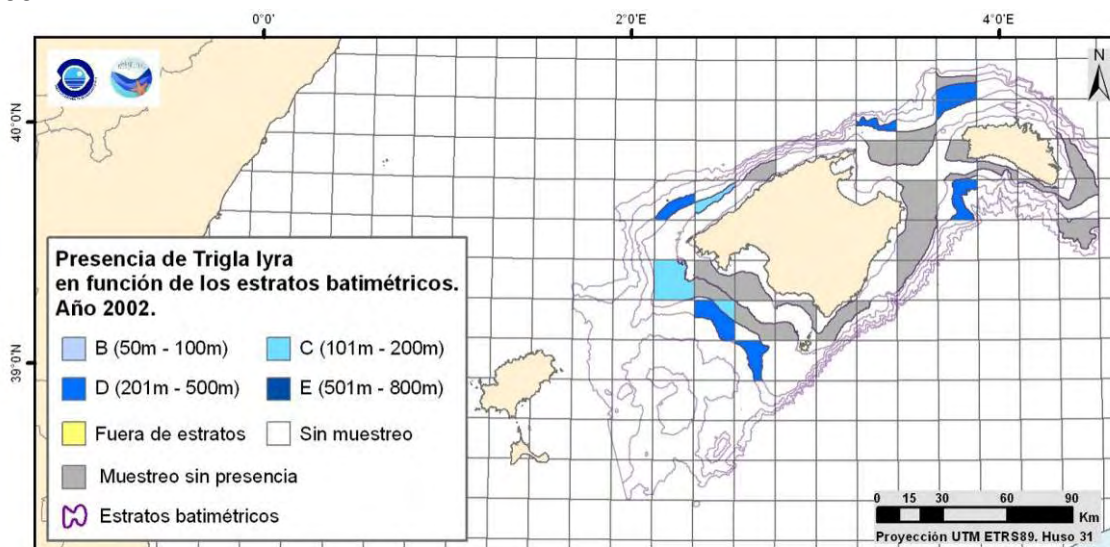 0°0' 2°0'E 4°0'E
N
40°0'N
39°0'N
Presencia de Trigla lyra
en función de los estratos batimétricos.
Año 2002.
B (50m - 100m) C (101m - 200m)
D (201m - 500m) E (501m - 800m)
Fuera de estratos Sin muestreo
Muestreo sin presencia
Estratos batimétricos
0 15 30 60 90
Km
Proyección UTM ETRS89. Huso 31